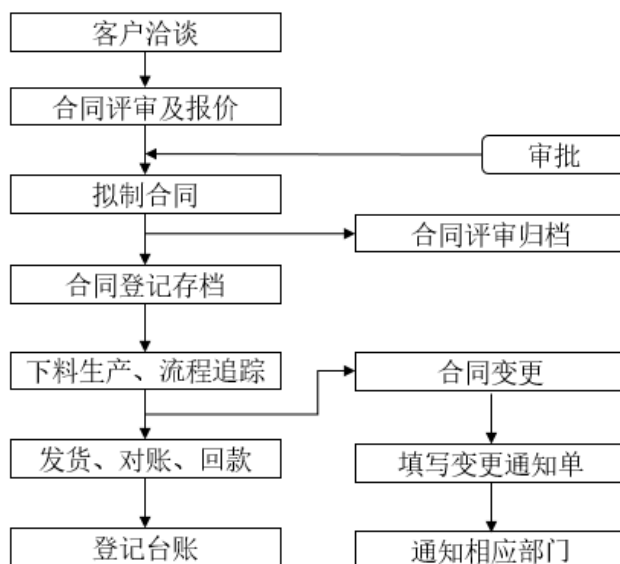 客户洽谈
合同评审及报价
审批
拟制合同
合同评审归档
合同登记存档
下料生产、流程追踪
合同变更
发货、对账、回款
填写变更通知单
登记台账
通知相应部门